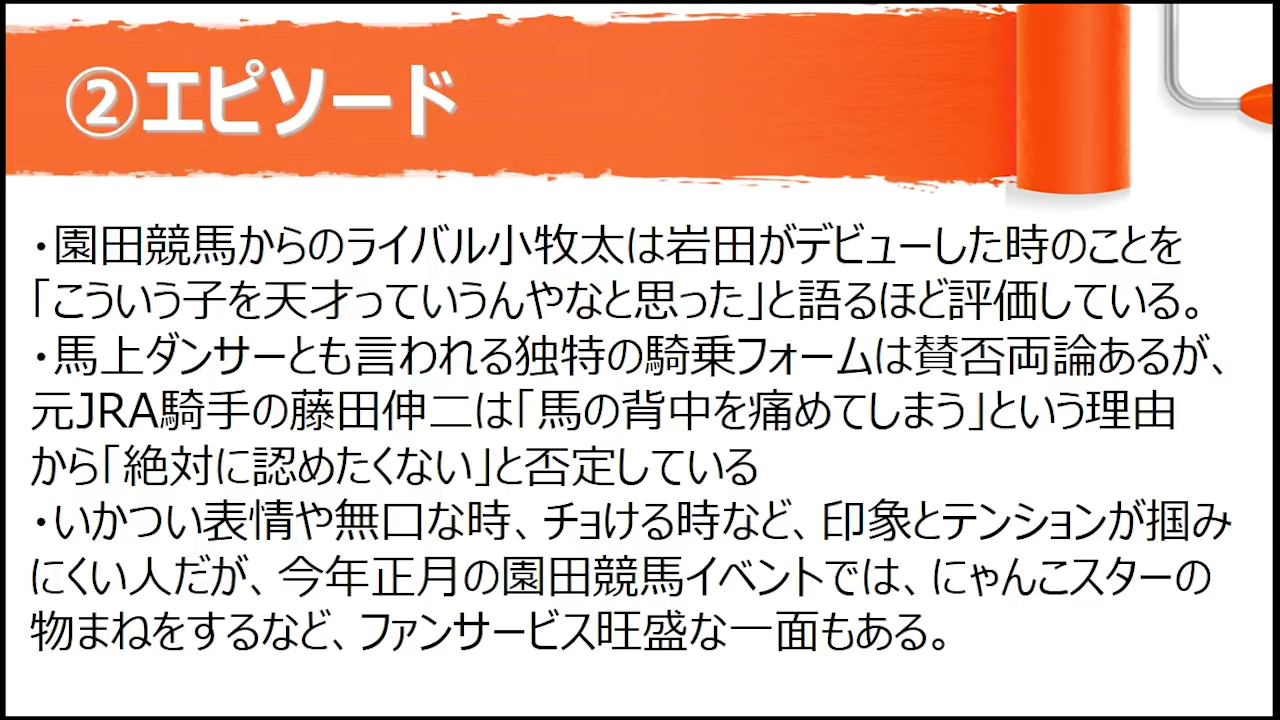 ②エピソード
・園田競馬からのライバル小牧太は岩田がデビューした時のことを
「こういう子を天才っていうんやなと思った」と語るほど評価している。
・馬上ダンサーとも言われる独特の騎乗フォームは賛否両論あるが、
元JRA騎手の藤田伸二は「馬の背中を痛めてしまう」という理由
から「絶対に認めたくない」と否定している
・いかつい表情や無口な時、チョける時など、印象とテンションが掴み
にくい人だが、今年正月の園田競馬イベントでは、にゃんこスターの
物まねをするなど、ファンサービス旺盛な一面もある。